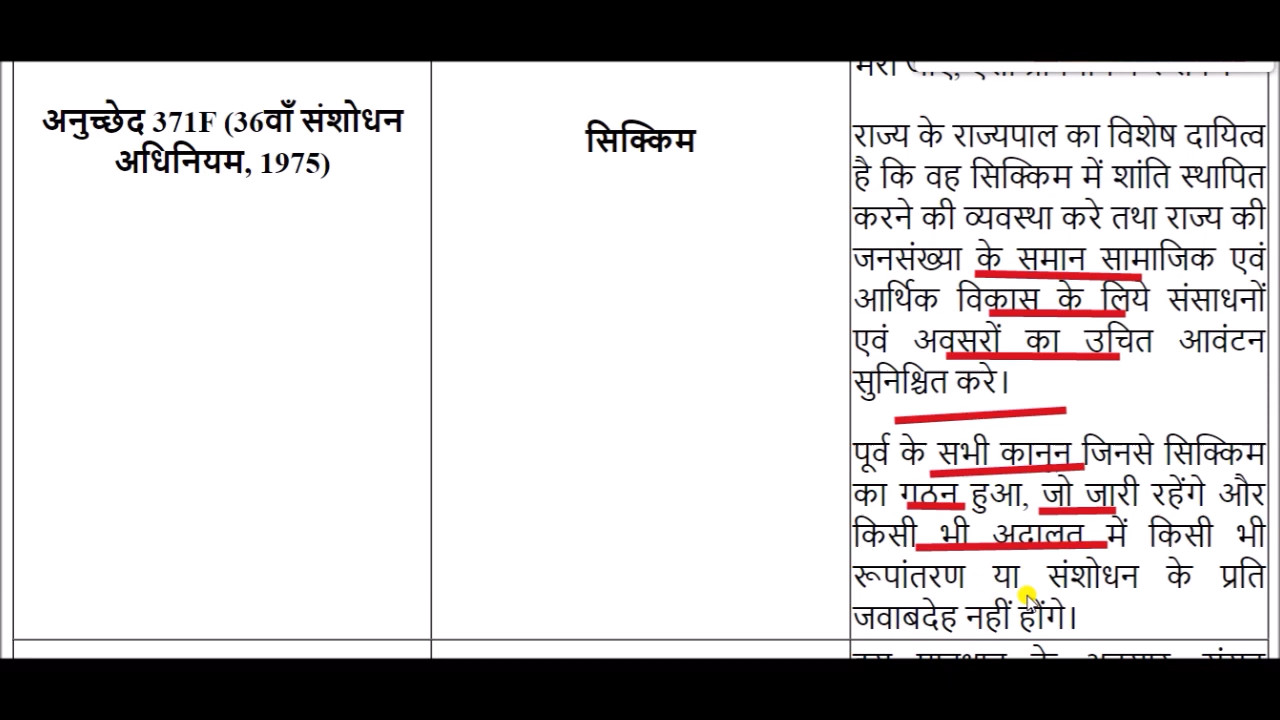 अनुच्छेद 371F (36वाँ संशोधन
अधिनियम, 1975)
सिक्किम
राज्य के राज्यपाल का विशेष दायित्व
है कि वह सिक्किम में शांति स्थापित
करने की व्यवस्था करे तथा राज्य की
जनसंख्या के समान सामाजिक एवं
आर्थिक विकास के लिये संसाधनों
एवं अवसरों का उचित आवंटन
सुनिश्चित करे।
पूर्व के सभी कानून जिनसे सिक्किम
का गठन हुआ, जो जारी रहेंगे और
किसी भी अदालत में किसी भी
रूपांतरण या संशोधन के प्रति
जवाबदेह नहीं होंगे।